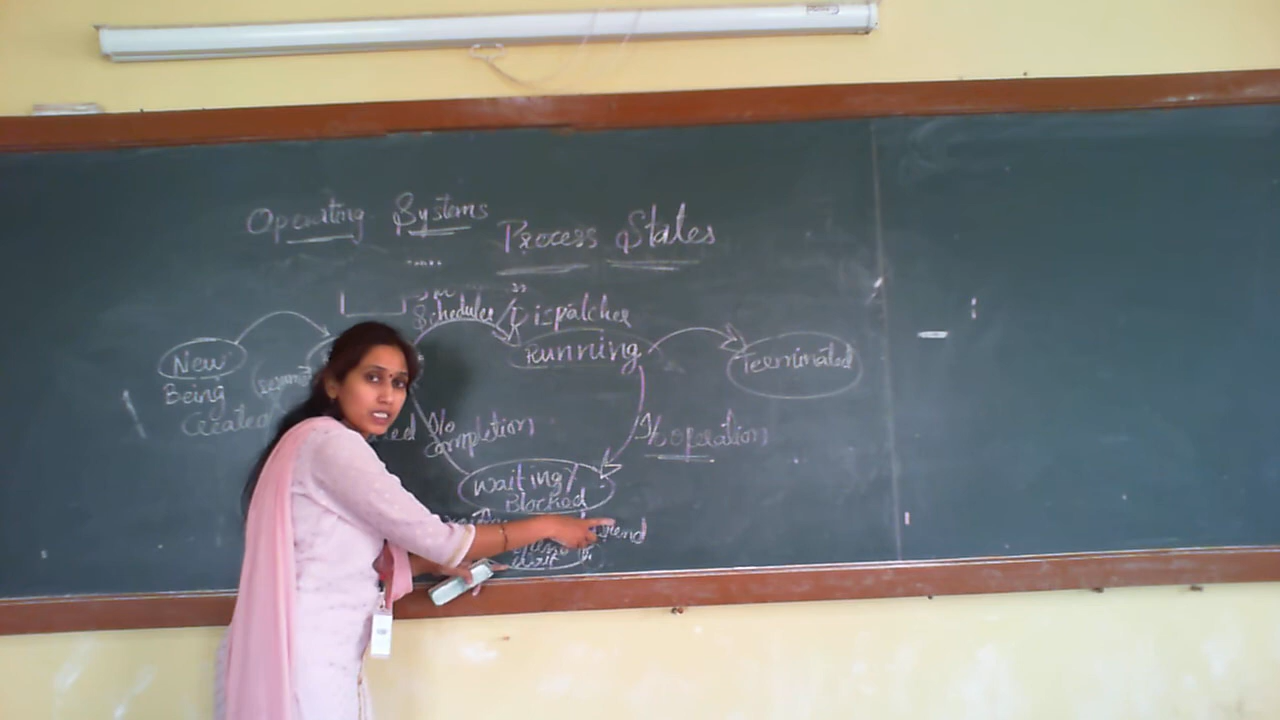 Operating Systems
Process States
Scheduler / Dispatcher
New
Running
Terminated
Being
Created
I/o
completion
I/o operation
Waiting/
Blocked